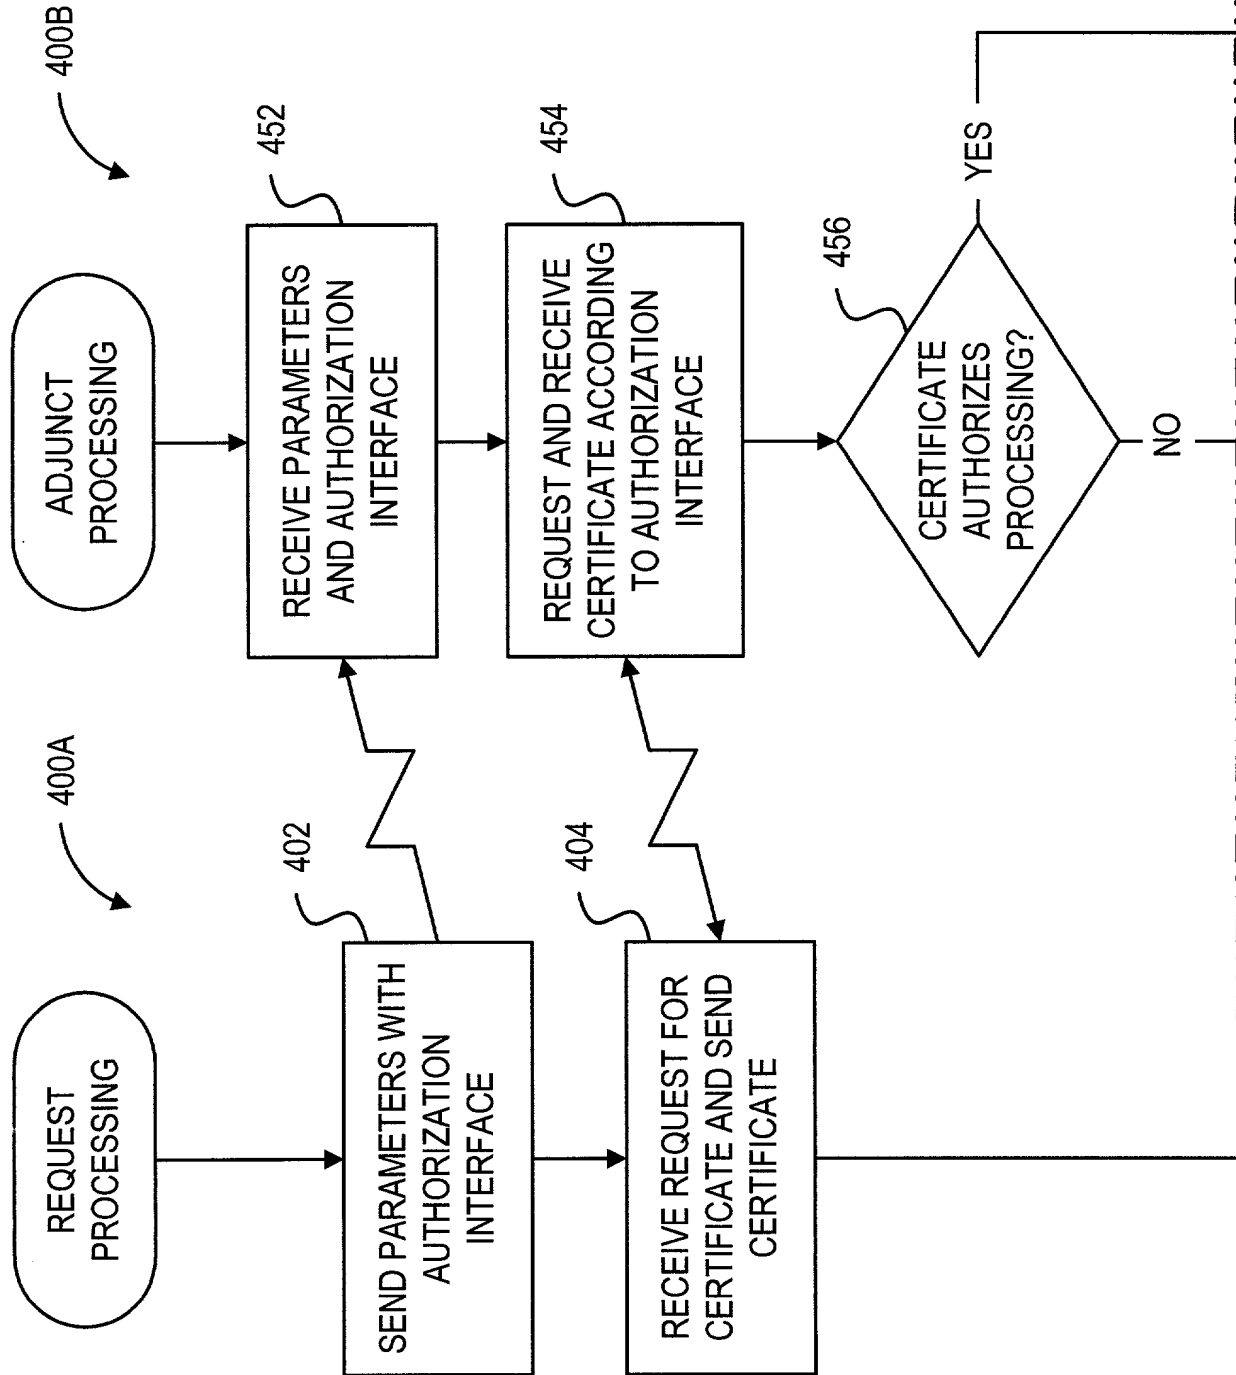 400A
REQUEST
PROCESSING
402
SEND PARAMETERS WITH
AUTHORIZATION
INTERFACE
404
RECEIVE REQUEST FOR
CERTIFICATE AND SEND
CERTIFICATE
400B
ADJUNCT
PROCESSING
452
RECEIVE PARAMETERS
AND AUTHORIZATION
INTERFACE
454
REQUEST AND RECEIVE
CERTIFICATE ACCORDING
TO AUTHORIZATION
INTERFACE
456
CERTIFICATE
AUTHORIZES
PROCESSING?
YES
NO